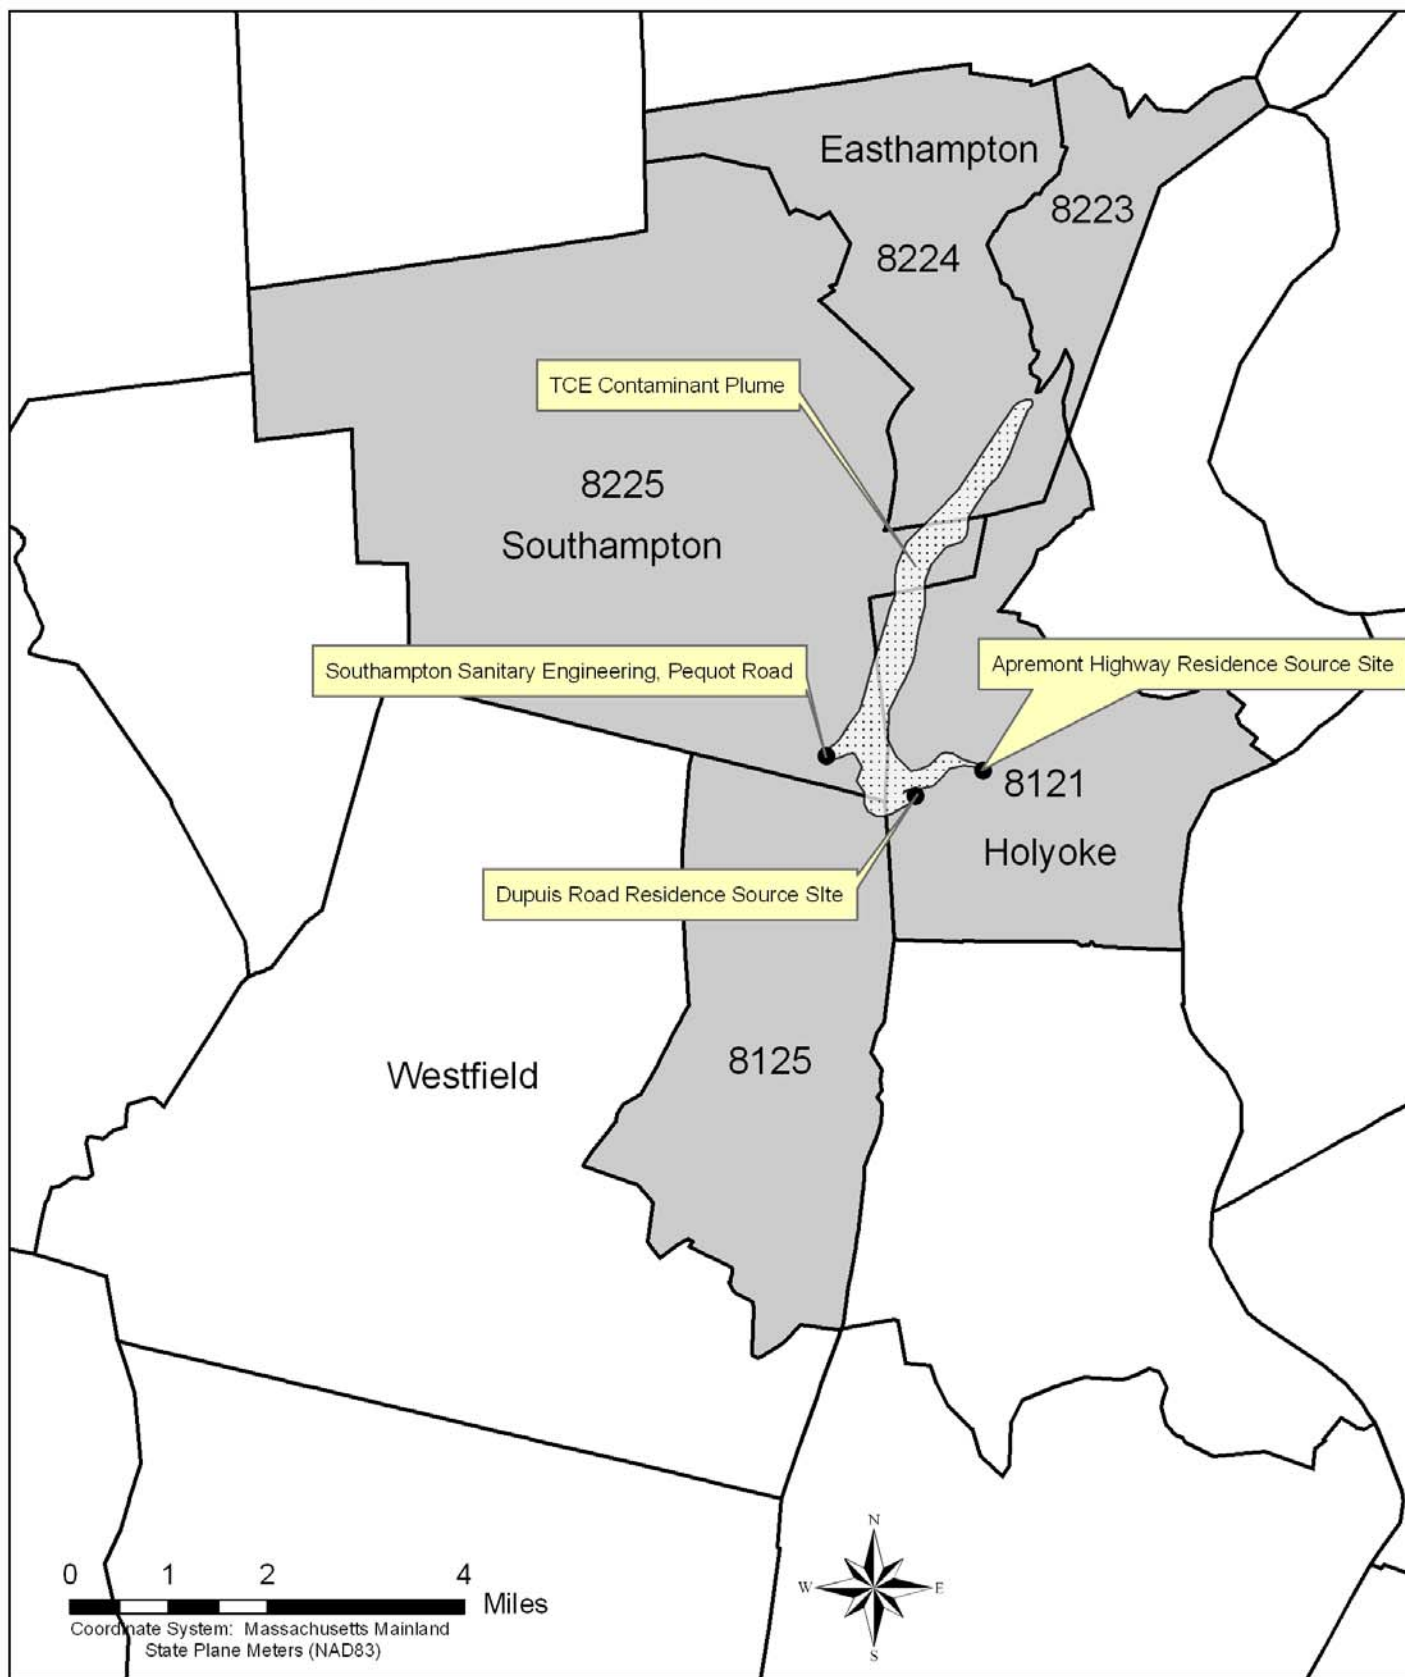 Easthampton
8223
8224
TCE Contaminant Plume
8225
Southampton
Southampton Sanitary Engineering, Pequot Road
Apremont Highway Residence Source Site
8121
Holyoke
Dupuis Road Residence Source SIte
8125
Westfield
N
W
E
S
0 1 2 4
Miles
Coordinate System: Massachusetts Mainland
State Plane Meters (NAD83)